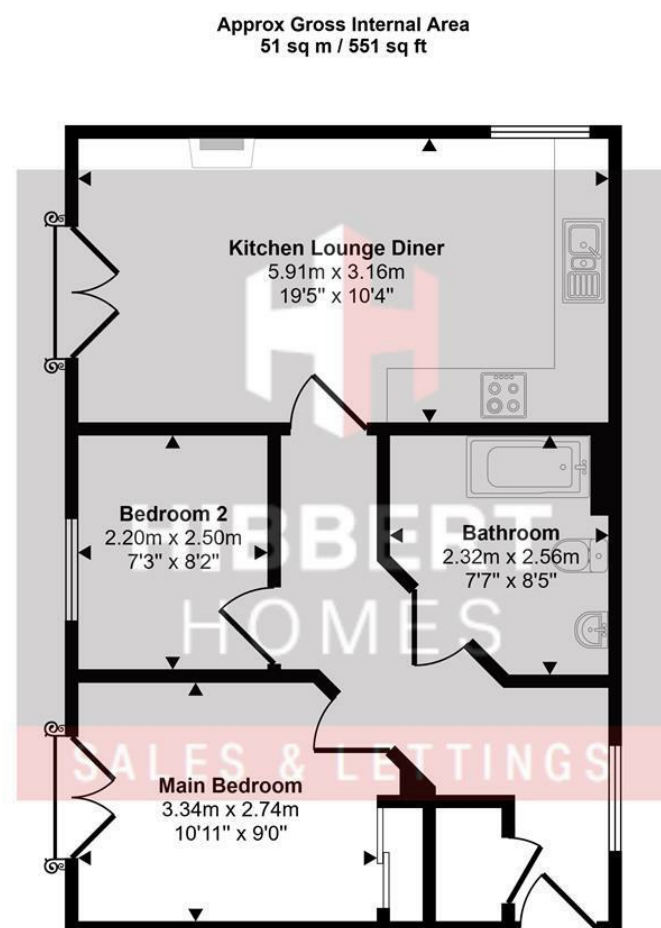 Approx Gross Internal Area
51 sq m / 551 sq ft
Kitchen Lounge Diner
5.91m x 3.16m
19'5" x 10'4"
Bedroom 2
2.20m x 2.50m
7'3" x 8'2"
Bathroom
2.32m x 2.56m
7'7" x 8'5"
HIBBERT
HOMES
SALES & LETTINGS
Main Bedroom
3.34m x 2.74m
10'11" x 9'0"